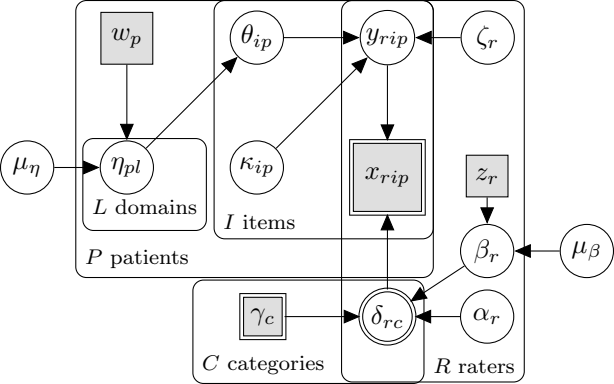 w_p θ_ip y_rip ζ_r
μ_η η_pl κ_ip x_rip z_r
L domains
I items
P patients
β_r μ_β
γ_c δ_rc α_r
C categories R raters